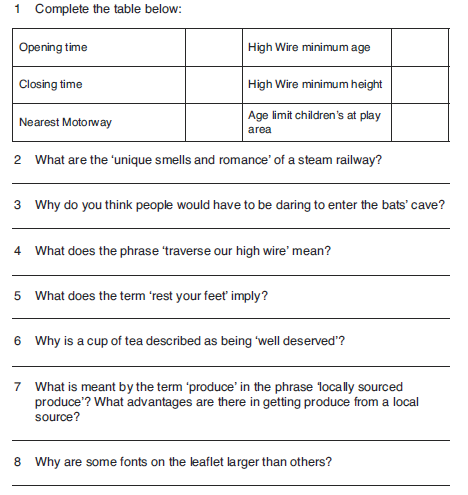 1 Complete the table below:
Opening time High Wire minimum age
Closing time High Wire minimum height
Nearest Motorway Age limit children's at play
area
2 What are the 'unique smells and romance' of a steam railway?
3 Why do you think people would have to be daring to enter the bats' cave?
4 What does the phrase 'traverse our high wire' mean?
5 What does the term 'rest your feet' imply?
6 Why is a cup of tea described as being 'well deserved'?
7 What is meant by the term 'produce' in the phrase 'locally sourced
produce'? What advantages are there in getting produce from a local
source?
8 Why are some fonts on the leaflet larger than others?